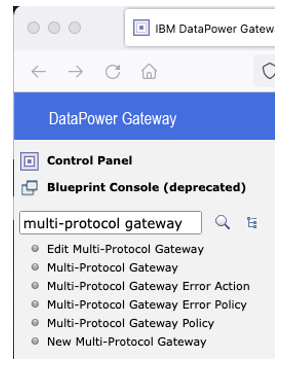 IBM DataPower Gatew
DataPower Gateway
Control Panel
Blueprint Console (deprecated)
multi-protocol gateway
Edit Multi-Protocol Gateway
Multi-Protocol Gateway
Multi-Protocol Gateway Error Action
Multi-Protocol Gateway Error Policy
Multi-Protocol Gateway Policy
New Multi-Protocol Gateway